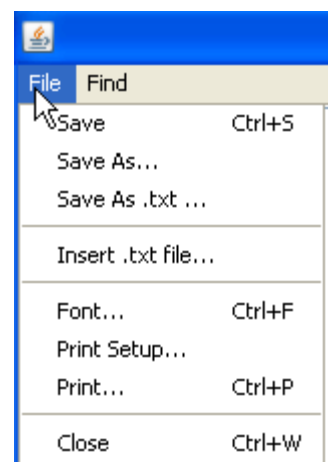 File Find
Save Ctrl+S
Save As...
Save As .txt ...
Insert .txt file...
Font... Ctrl+F
Print Setup...
Print... Ctrl+P
Close Ctrl+W